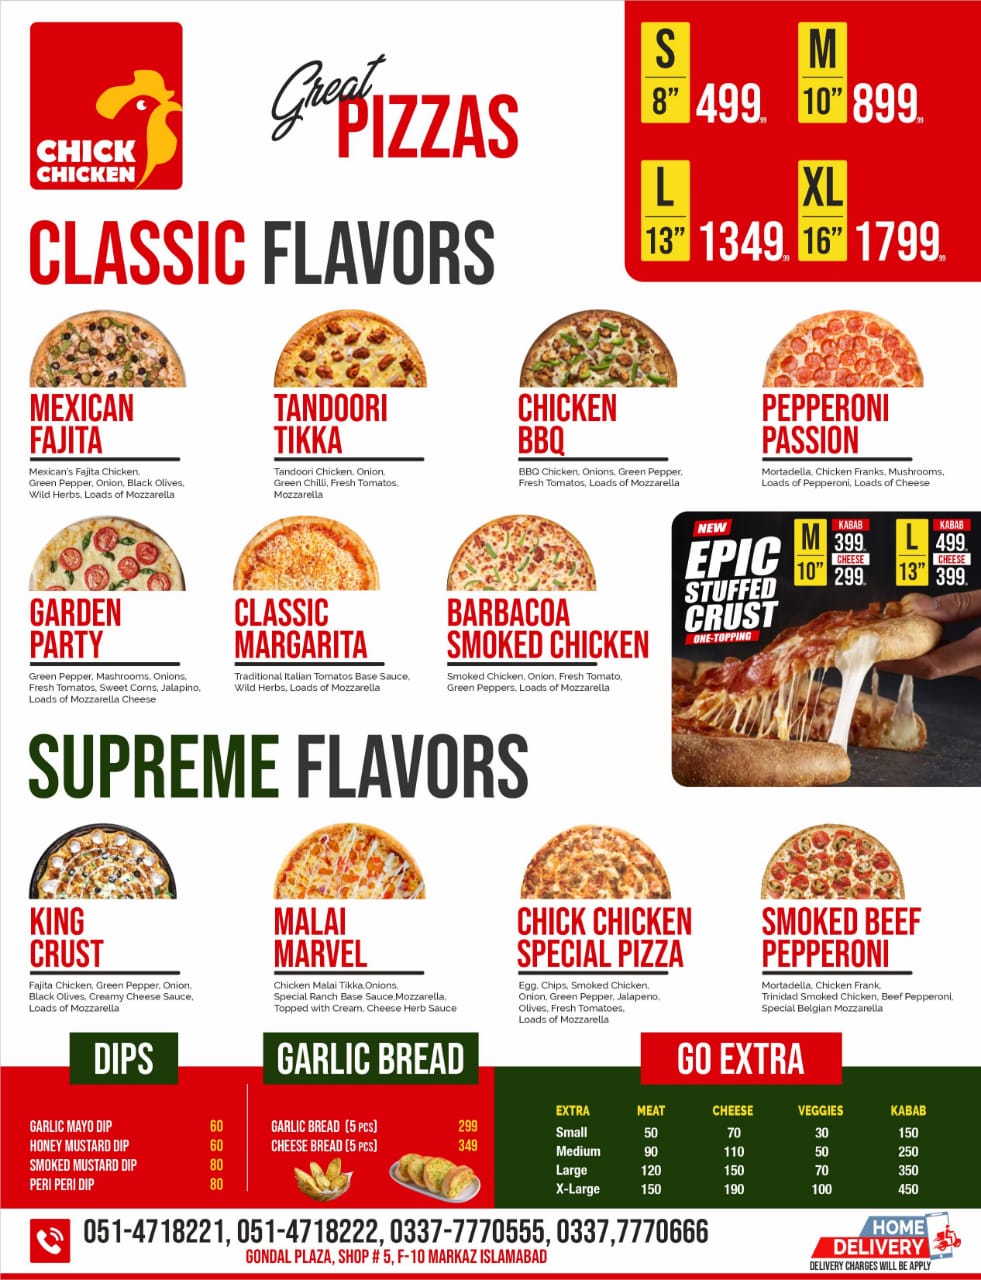 CHICK
CHICKEN
Great
PIZZAS
S
8”
499.99
M
10”
899.99
L
13”
1349.99
XL
16”
1799.99
CLASSIC FLAVORS
MEXICAN
FAJITA
Mexican's Fajita Chicken,
Green Pepper, Onion, Black Olives,
Wild Herbs, Loads of Mozzarella
TANDOORI
TIKKA
Tandoori Chicken, Onion,
Green Chilli, Fresh Tomatos,
Mozzarella
CHICKEN
BBQ
BBQ Chicken, Onions, Green Pepper,
Fresh Tomatos, Loads of Mozzarella
PEPPERONI
PASSION
Mortadella, Chicken Franks, Mushrooms,
Loads of Pepperoni, Loads of Cheese
GARDEN
PARTY
Green Pepper, Mashrooms, Onions,
Fresh Tomatos, Sweet Corns, Jalapino,
Loads of Mozzarella Cheese
CLASSIC
MARGARITA
Traditional Italian Tomatos Base Sauce,
Wild Herbs, Loads of Mozzarella
BARBACOA
SMOKED CHICKEN
Smoked Chicken, Onion, Fresh Tomato,
Green Peppers, Loads of Mozzarella
NEW
EPIC
STUFFED
CRUST
ONE-TOPPING
M
10”
KABAB
399
CHEESE
299
L
13”
KABAB
499
CHEESE
399
SUPREME FLAVORS
KING
CRUST
Fajita Chicken, Green Pepper, Onion,
Black Olives, Creamy Cheese Sauce,
Loads of Mozzarella
MALAI
MARVEL
Chicken Malai Tikka,Onions,
Special Ranch Base Sauce,Mozzarella,
Topped with Cream, Cheese Herb Sauce
CHICK CHICKEN
SPECIAL PIZZA
Egg, Chips, Smoked Chicken,
Onion, Green Pepper, Jalapeno,
Olives, Fresh Tomatoes,
Loads of Mozzarella
SMOKED BEEF
PEPPERONI
Mortadella, Chicken Frank,
Trinidad Smoked Chicken, Beef Pepperoni,
Special Belgian Mozzarella
DIPS
GARLIC MAYO DIP 60
HONEY MUSTARD DIP 60
SMOKED MUSTARD DIP 80
PERI PERI DIP 80
GARLIC BREAD
GARLIC BREAD (5 PCS) 299
CHEESE BREAD (5 PCS) 349
GO EXTRA
EXTRA MEAT CHEESE VEGGIES KABAB
Small 50 70 30 150
Medium 90 110 50 250
Large 120 150 70 350
X-Large 150 190 100 450
051-4718221, 051-4718222, 0337-7770555, 0337,7770666
GONDAL PLAZA, SHOP # 5, F-10 MARKAZ ISLAMABAD
HOME
DELIVERY
DELIVERY CHARGES WILL BE APPLY